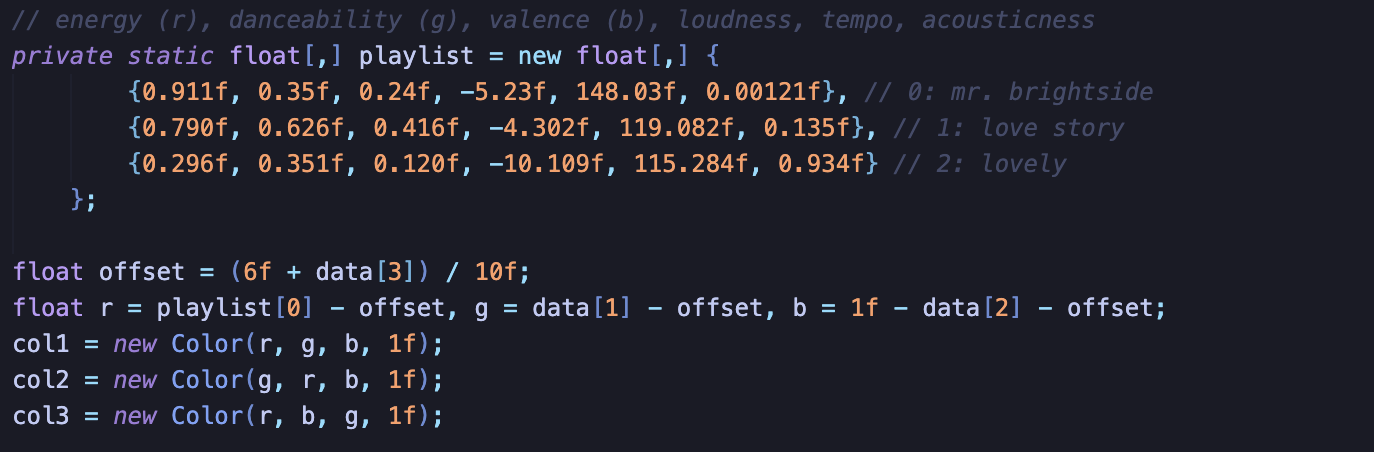 // energy (r), danceability (g), valence (b), loudness, tempo, acousticness
private static float[,] playlist = new float[,] {
{0.911f, 0.35f, 0.24f, −5.23f, 148.03f, 0.00121f}, // 0: mr. brightside
{0.790f, 0.626f, 0.416f, −4.302f, 119.082f, 0.135f}, // 1: love story
{0.296f, 0.351f, 0.120f, −10.109f, 115.284f, 0.934f} // 2: lovely
};
float offset = (6f + data[3]) / 10f;
float r = playlist[0] − offset, g = data[1] − offset, b = 1f − data[2] − offset;
col1 = new Color(r, g, b, 1f);
col2 = new Color(g, r, b, 1f);
col3 = new Color(r, b, g, 1f);